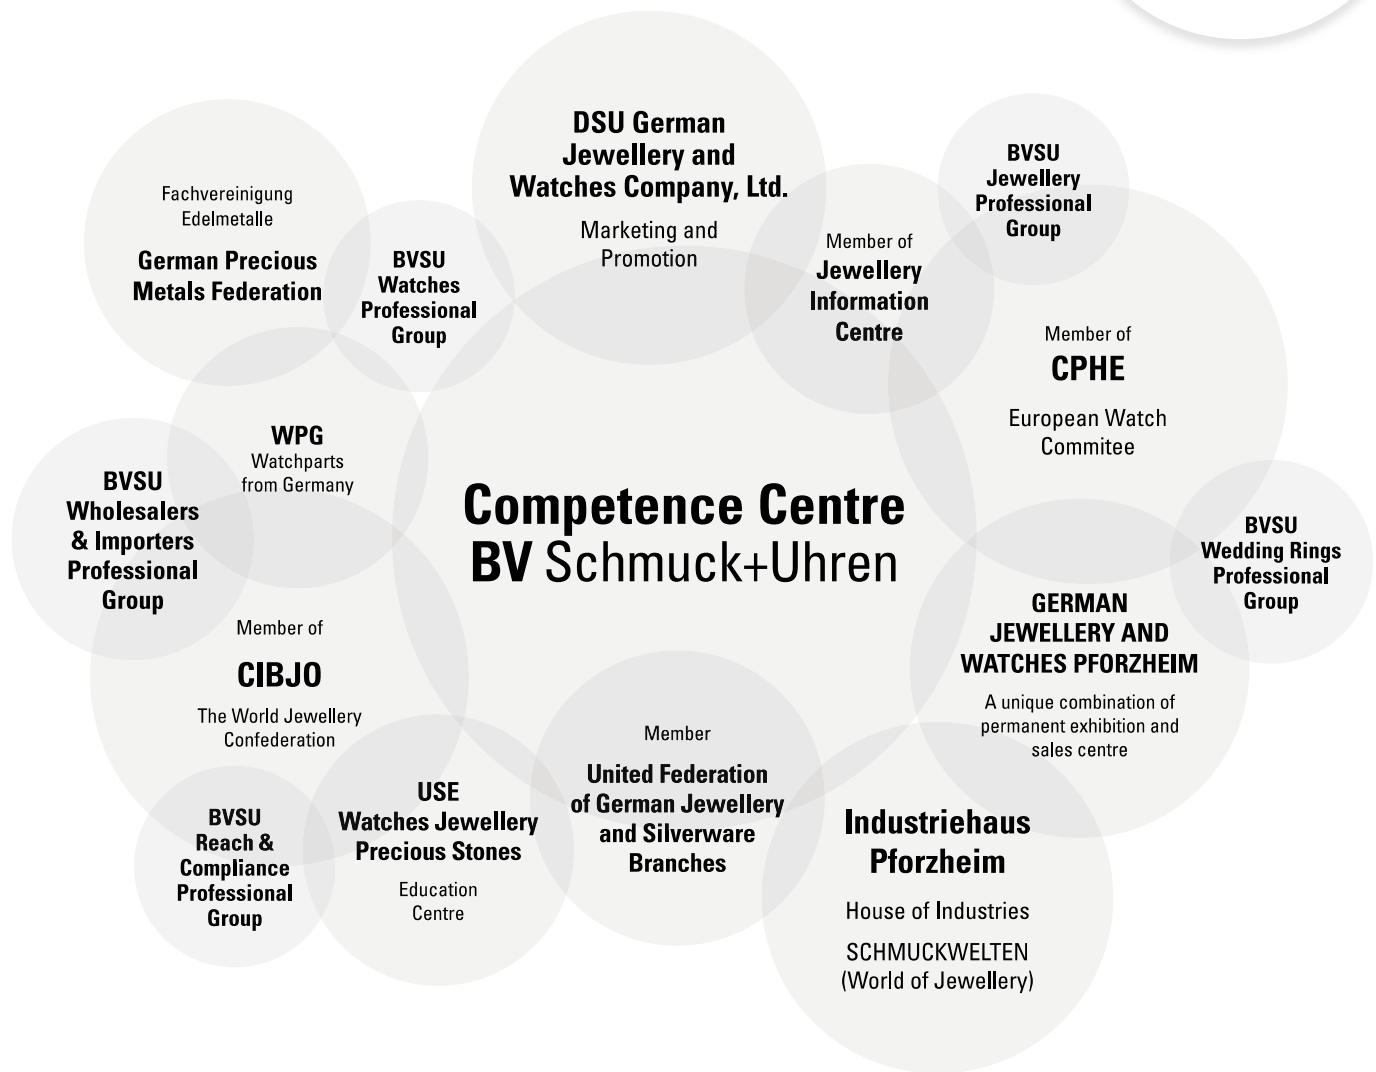 DSU German
Jewellery and
Watches Company, Ltd.
Marketing and
Promotion
BVSU
Jewellery
Professional
Group
Fachvereinigung
Edelmetalle
German Precious
Metals Federation
BVSU
Watches
Professional
Group
Member of
Jewellery
Information
Centre
Member of
CPHE
European Watch
Commitee
WPG
Watchparts
from Germany
BVSU
Wholesalers
& Importers
Professional
Group
Competence Centre
BV Schmuck+Uhren
BVSU
Wedding Rings
Professional
Group
GERMAN
JEWELLERY AND
WATCHES PFORZHEIM
A unique combination of
permanent exhibition and
sales centre
Member of
CIBJO
The World Jewellery
Confederation
Member
United Federation
of German Jewellery
and Silverware
Branches
USE
Watches Jewellery
Precious Stones
Education
Centre
BVSU
Reach &
Compliance
Professional
Group
Industriehaus
Pforzheim
House of Industries
SCHMUCKWELTEN
(World of Jewellery)